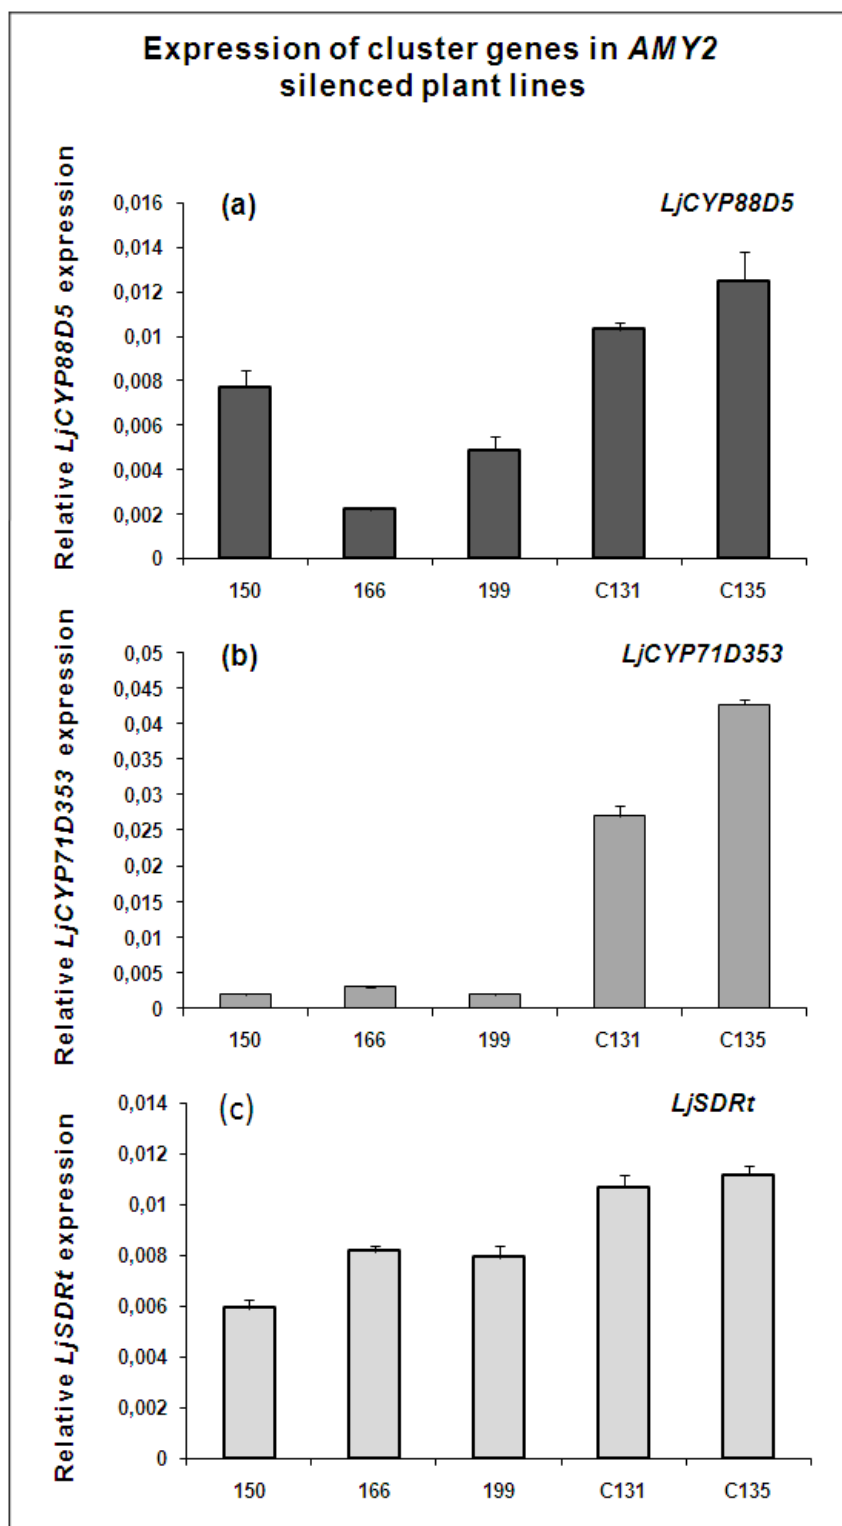 Expression of cluster genes in AMY2
silenced plant lines
Relative LjCYP88D5 expression
(a)
LjCYP88D5
0,016
0,014
0,012
0,01
0,008
0,006
0,004
0,002
0
150 166 199 C131 C135
Relative LjCYP71D353 expression
(b)
LjCYP71D353
0,05
0,045
0,04
0,035
0,03
0,025
0,02
0,015
0,01
0,005
0
150 166 199 C131 C135
Relative LjSDRt expression
(c)
LjSDRt
0,014
0,012
0,01
0,008
0,006
0,004
0,002
0
150 166 199 C131 C135